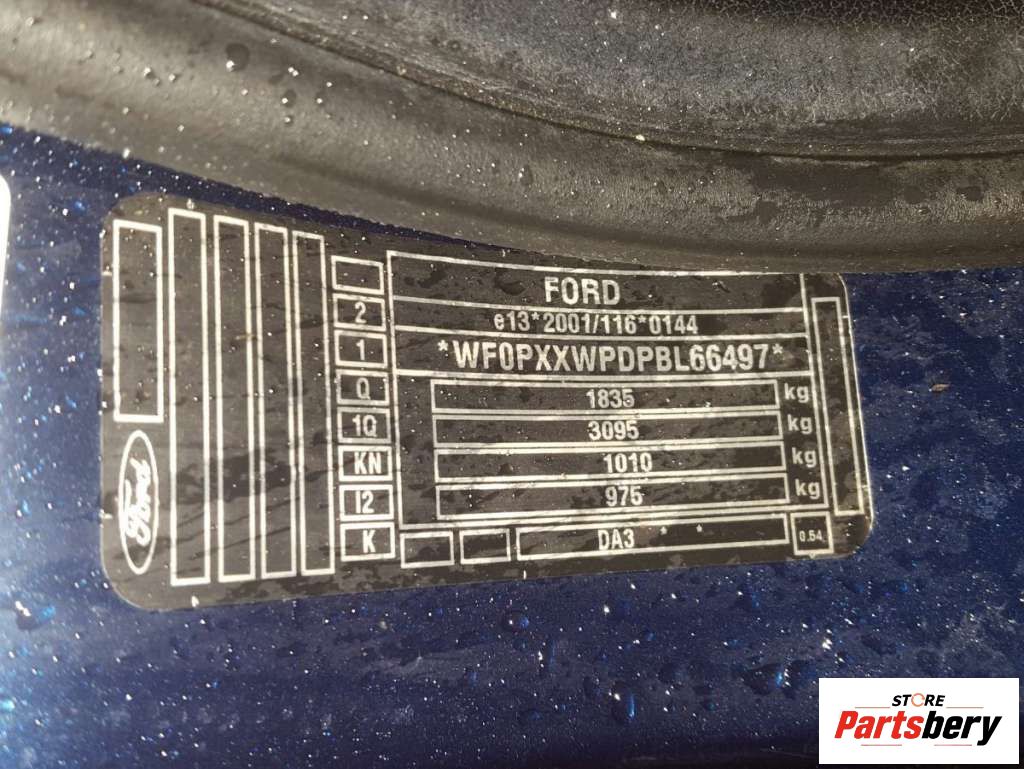 FORD
2 e13*2001/116*0144
1 *WF0PXXWPDPBL66497*
Q 1835 kg
1Q 3095 kg
KN 1010 kg
I2 975 kg
K DA3 * * 0.54
Ford
STORE
Partsbery